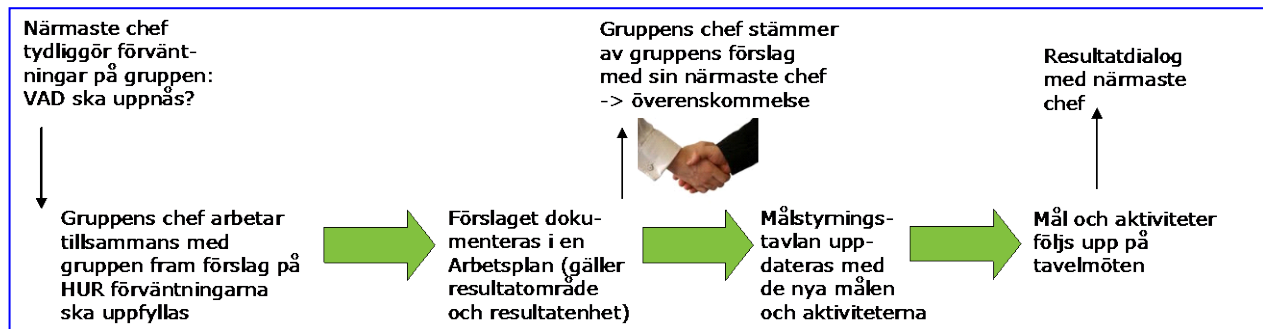 Närmaste chef
tydliggör förvänt-
ningar på gruppen:
VAD ska uppnås?
Gruppens chef arbetar
tillsammans med
gruppen fram förslag på
HUR förväntningarna
ska uppfyllas
Förslaget doku-
menteras i en
Arbetsplan (gäller
resultatområde
och resultatenhet)
Gruppens chef stämmer
av gruppens förslag
med sin närmaste chef
-> överenskommelse
Målstyrnings-
tavlan upp-
dateras med
de nya målen
och aktiviteterna
Mål och aktiviteter
följs upp på
tavelmöten
Resultatdialog
med närmaste
chef